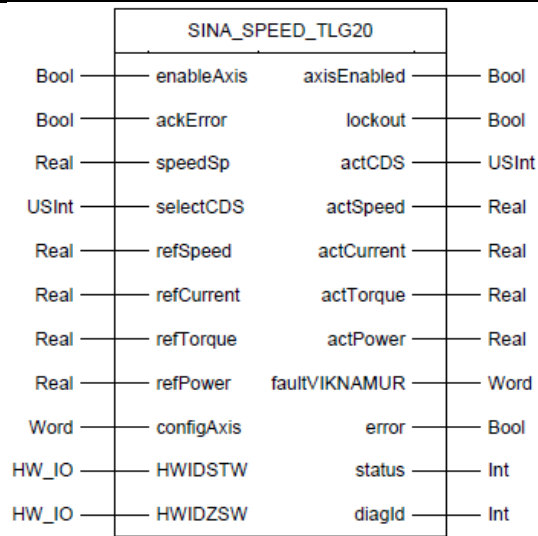 SINA_SPEED_TLG20
Bool enableAxis axisEnabled Bool
Bool ackError lockout Bool
Real speedSp actCDS USInt
USInt selectCDS actSpeed Real
Real refSpeed actCurrent Real
Real refCurrent actTorque Real
Real refTorque actPower Real
Real refPower faultVIKNAMUR Word
Word configAxis error Bool
HW_IO HWIDSTW status Int
HW_IO HWIDZSW diagId Int